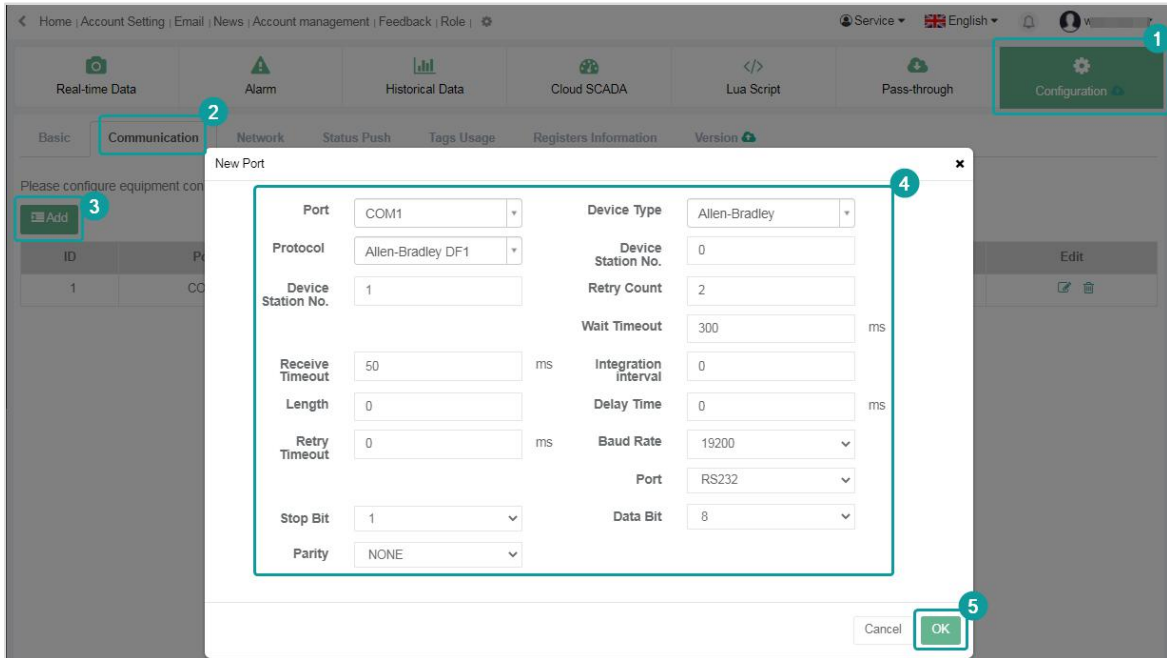 Home | Account Setting | Email | News | Account management | Feedback | Role |
Service English
1
Real-time Data Alarm Historical Data Cloud SCADA Lua Script Pass-through Configuration
2
Basic Communication Network Status Push Tags Usage Registers Information Version
New Port ×
Please configure equipment con
4
Add 3
Port COM1 Device Type Allen-Bradley
Protocol Allen-Bradley DF1 Device Station No. 0
ID Edit
1 Device Station No. 1 Retry Count 2
Wait Timeout 300 ms
Receive Timeout 50 ms Integration interval 0
Length 0 Delay Time 0 ms
Retry Timeout 0 ms Baud Rate 19200
Port RS232
Stop Bit 1 Data Bit 8
Parity NONE
5
Cancel OK